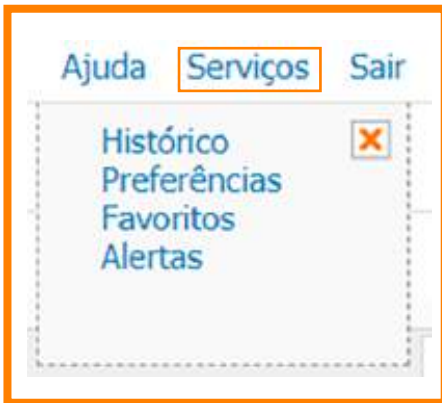 Ajuda Serviços Sair
Histórico
Preferências
Favoritos
Alertas